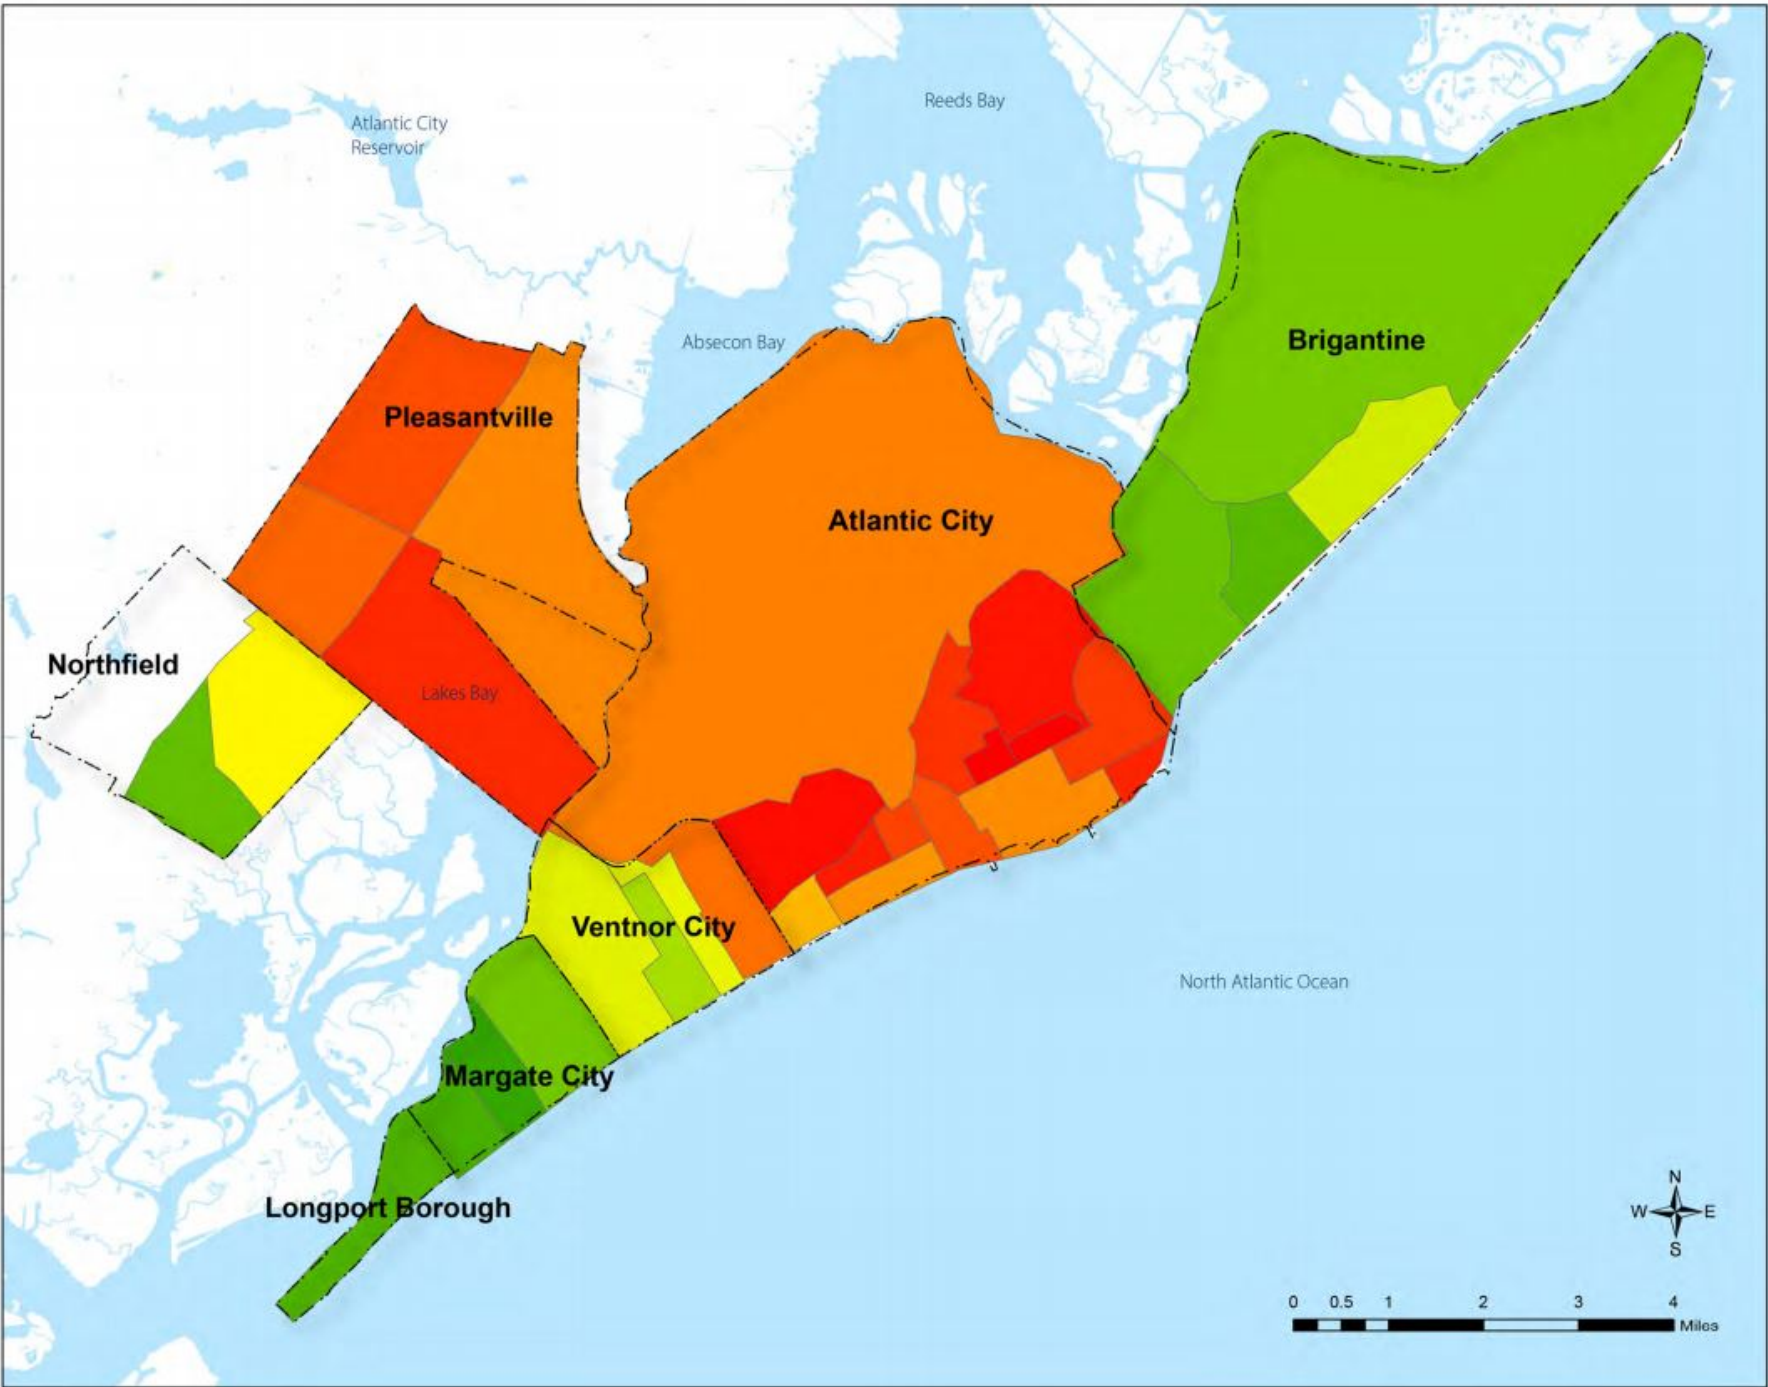 Reeds Bay
Atlantic City
Reservoir
Absecon Bay
Brigantine
Pleasantville
Atlantic City
Northfield
Lakes Bay
Ventnor City
North Atlantic Ocean
Margate City
Longport Borough
N
W E
S
0 0.5 1 2 3 4
Miles